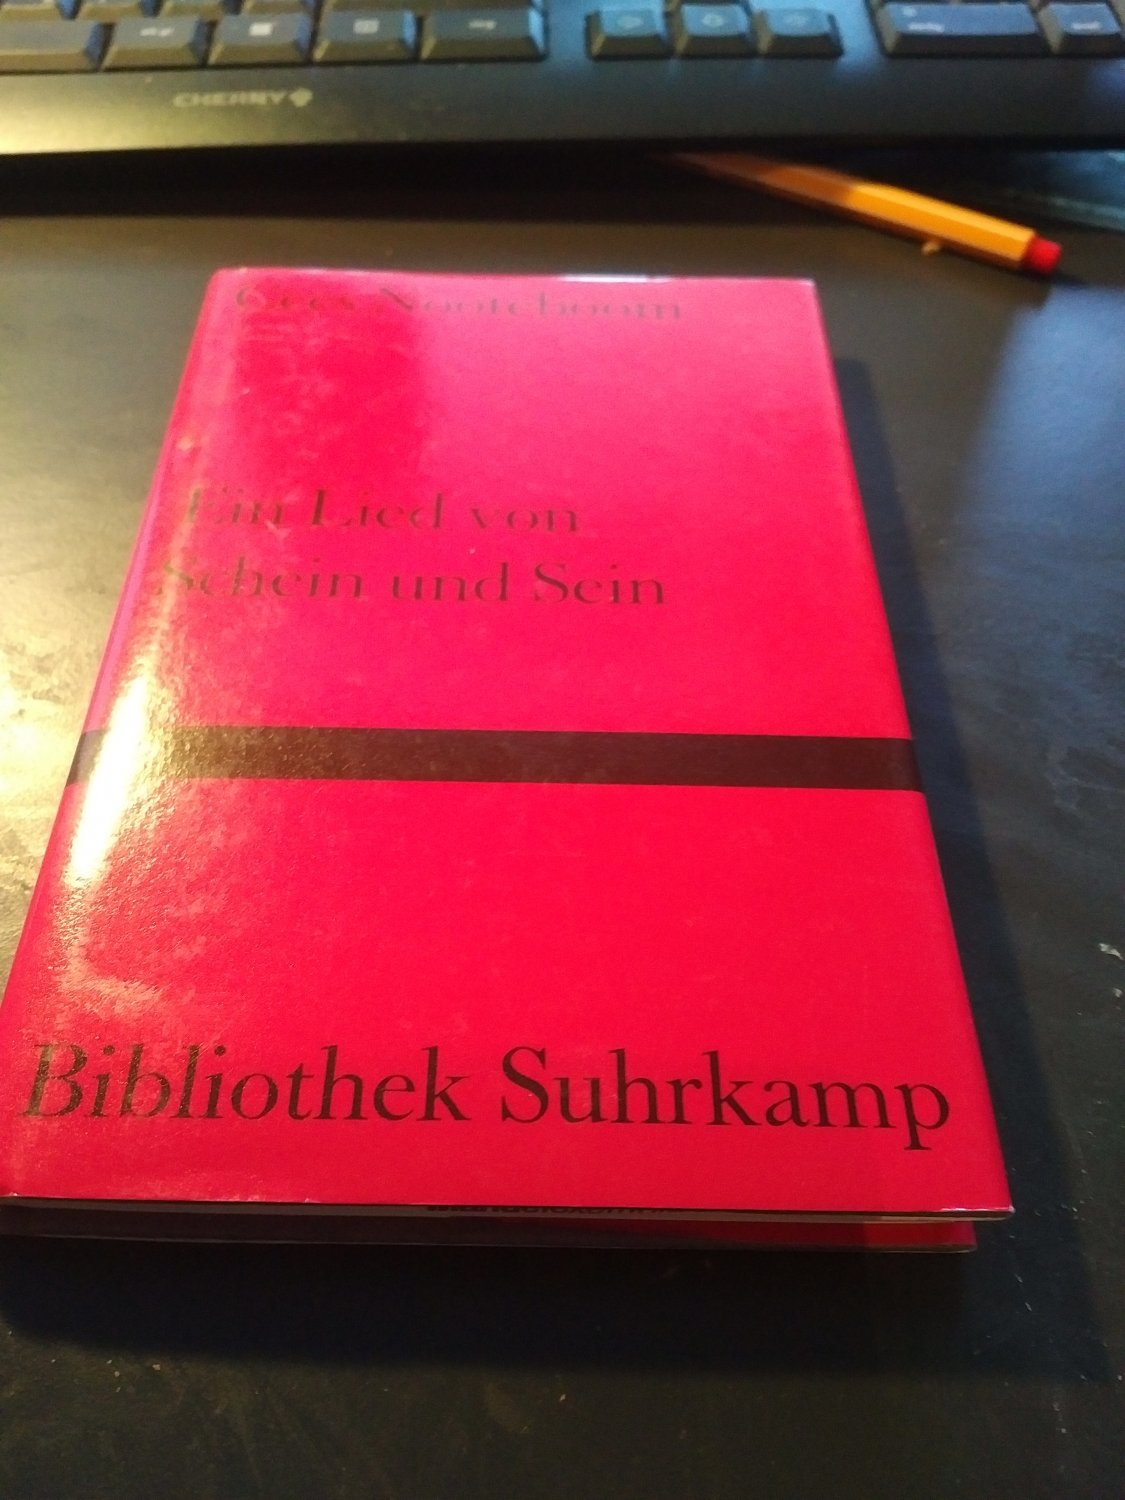 CHERRY
Cees Nooteboom
Ein Lied von
Schein und Sein
Bibliothek Suhrkamp